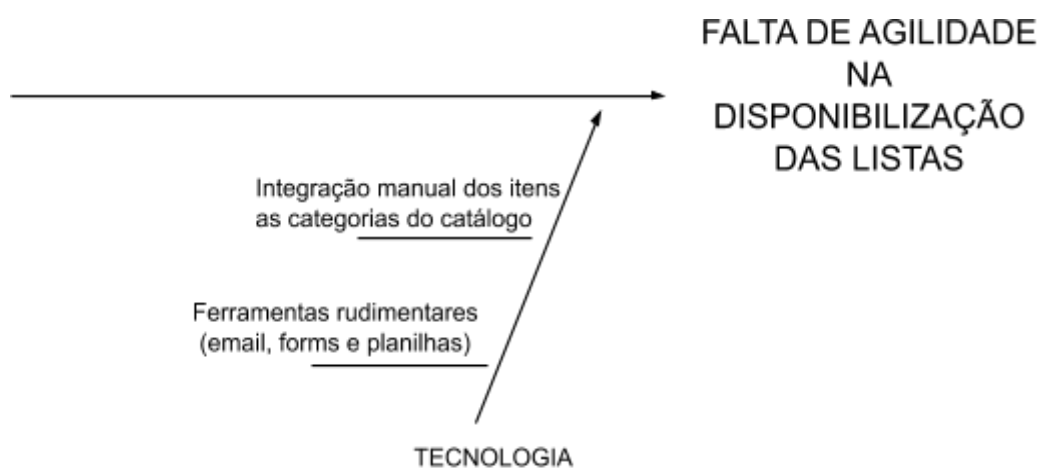 FALTA DE AGILIDADE
NA
DISPONIBILIZAÇÃO
DAS LISTAS
Integração manual dos itens
as categorias do catálogo
Ferramentas rudimentares
(email, forms e planilhas)
TECNOLOGIA